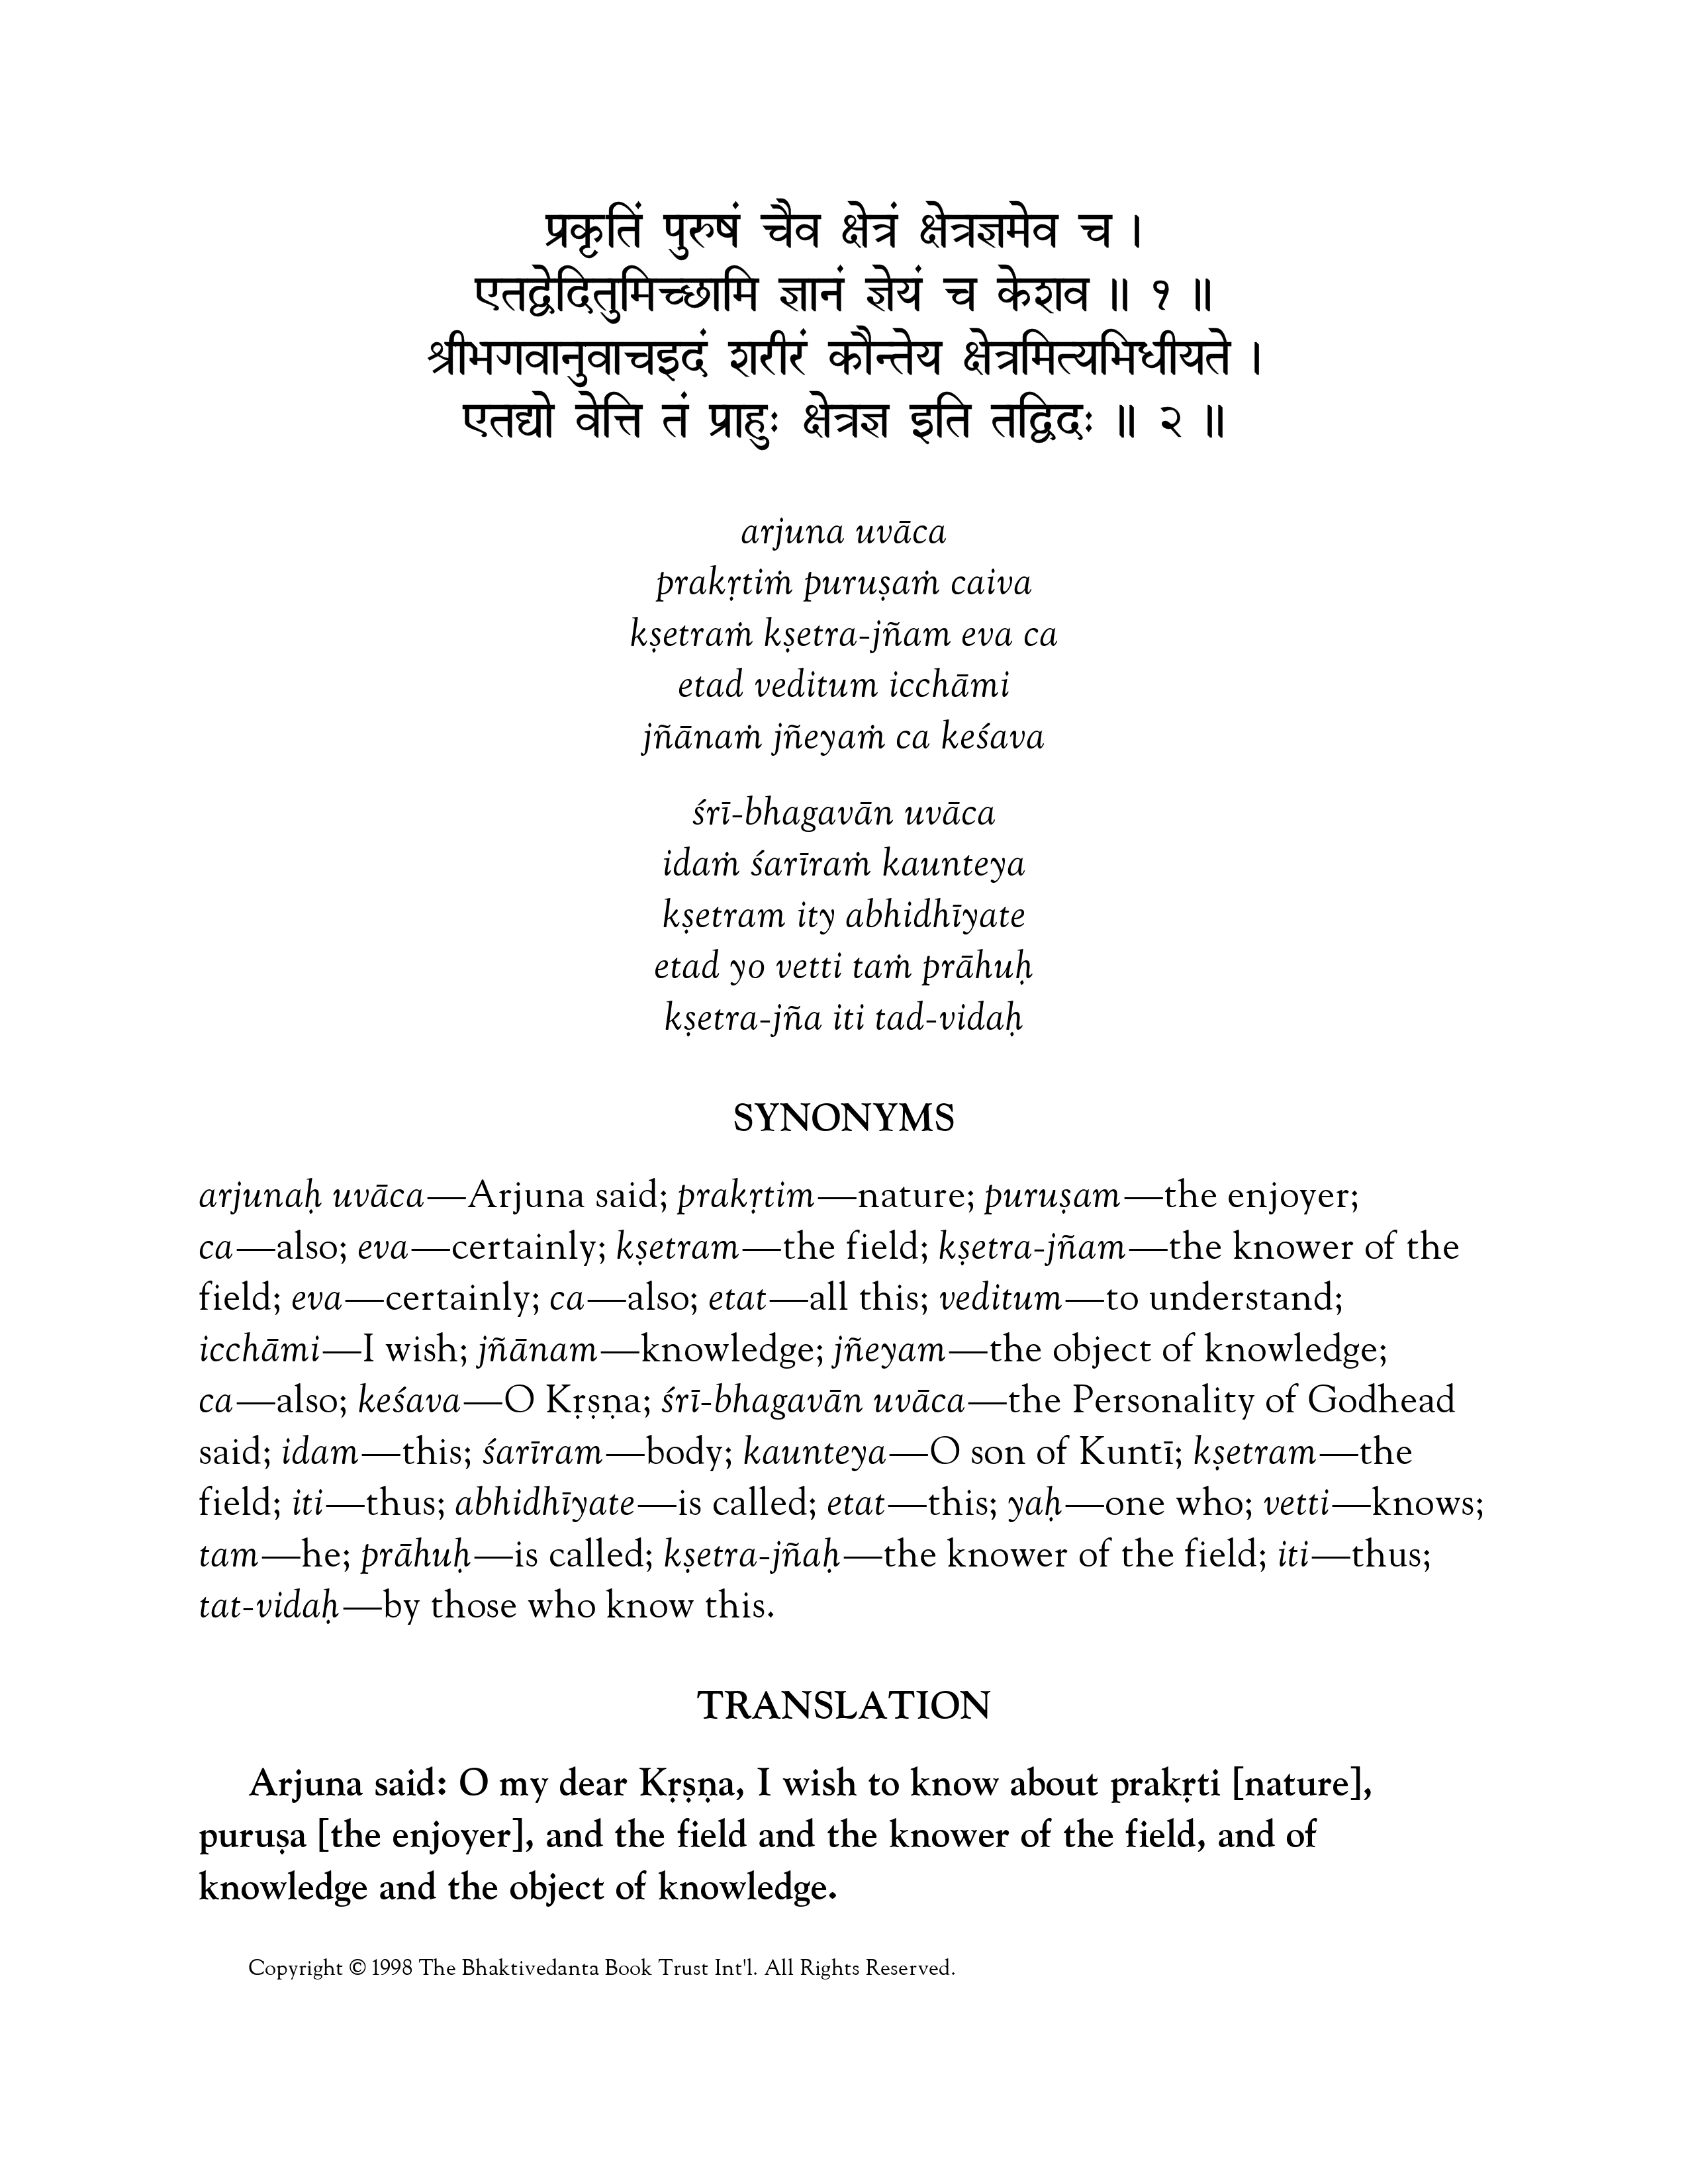 प्रकृतिं पुरुषं चैव क्षेत्रं क्षेत्रज्ञमेव च ।
एतद्वेदितुमिच्छामि ज्ञानं ज्ञेयं च केशव ॥ १ ॥
श्रीभगवानुवाचइदं शरीरं कौन्तेय क्षेत्रमित्यभिधीयते ।
एतद्यो वेत्ति तं प्राहुः क्षेत्रज्ञ इति तद्विदः ॥ २ ॥
arjuna uvāca
prakṛtiṁ puruṣaṁ caiva
kṣetraṁ kṣetra-jñam eva ca
etad veditum icchāmi
jñānaṁ jñeyaṁ ca keśava
śrī-bhagavān uvāca
idaṁ śarīraṁ kaunteya
kṣetram ity abhidhīyate
etad yo vetti taṁ prāhuḥ
kṣetra-jña iti tad-vidaḥ
SYNONYMS
arjunaḥ uvāca—Arjuna said; prakṛtim—nature; puruṣam—the enjoyer;
ca—also; eva—certainly; kṣetram—the field; kṣetra-jñam—the knower of the
field; eva—certainly; ca—also; etat—all this; veditum—to understand;
icchāmi—I wish; jñānam—knowledge; jñeyam—the object of knowledge;
ca—also; keśava—O Kṛṣṇa; śrī-bhagavān uvāca—the Personality of Godhead
said; idam—this; śarīram—body; kaunteya—O son of Kuntī; kṣetram—the
field; iti—thus; abhidhīyate—is called; etat—this; yaḥ—one who; vetti—knows;
tam—he; prāhuḥ—is called; kṣetra-jñaḥ—the knower of the field; iti—thus;
tat-vidaḥ—by those who know this.
TRANSLATION
Arjuna said: O my dear Kṛṣṇa, I wish to know about prakṛti [nature],
puruṣa [the enjoyer], and the field and the knower of the field, and of
knowledge and the object of knowledge.
Copyright © 1998 The Bhaktivedanta Book Trust Int'l. All Rights Reserved.